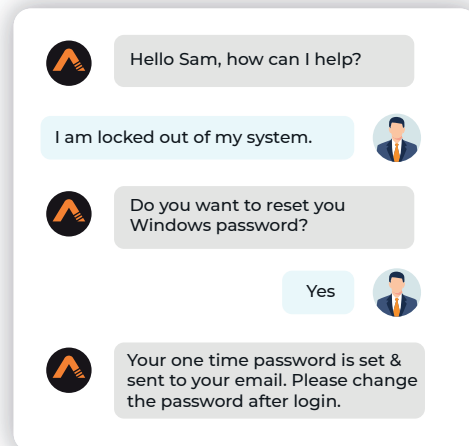 Hello Sam, how can I help?
I am locked out of my system.
Do you want to reset you
Windows password?
Yes
Your one time password is set &
sent to your email. Please change
the password after login.